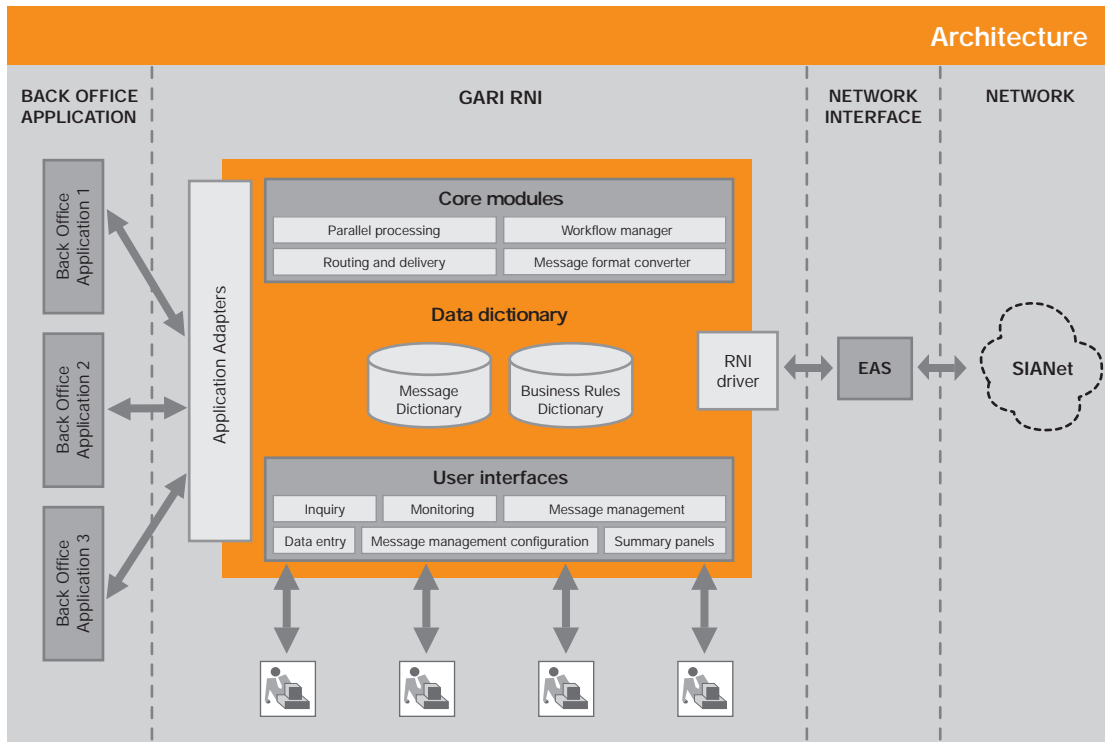 Architecture
BACK OFFICE
APPLICATION
GARI RNI
NETWORK
INTERFACE
NETWORK
Back Office
Application 1
Back Office
Application 2
Back Office
Application 3
Application Adapters
Core modules
Parallel processing
Workflow manager
Routing and delivery
Message format converter
Data dictionary
Message
Dictionary
Business Rules
Dictionary
RNI
driver
EAS
SIANet
User interfaces
Inquiry
Monitoring
Message management
Data entry
Message management configuration
Summary panels